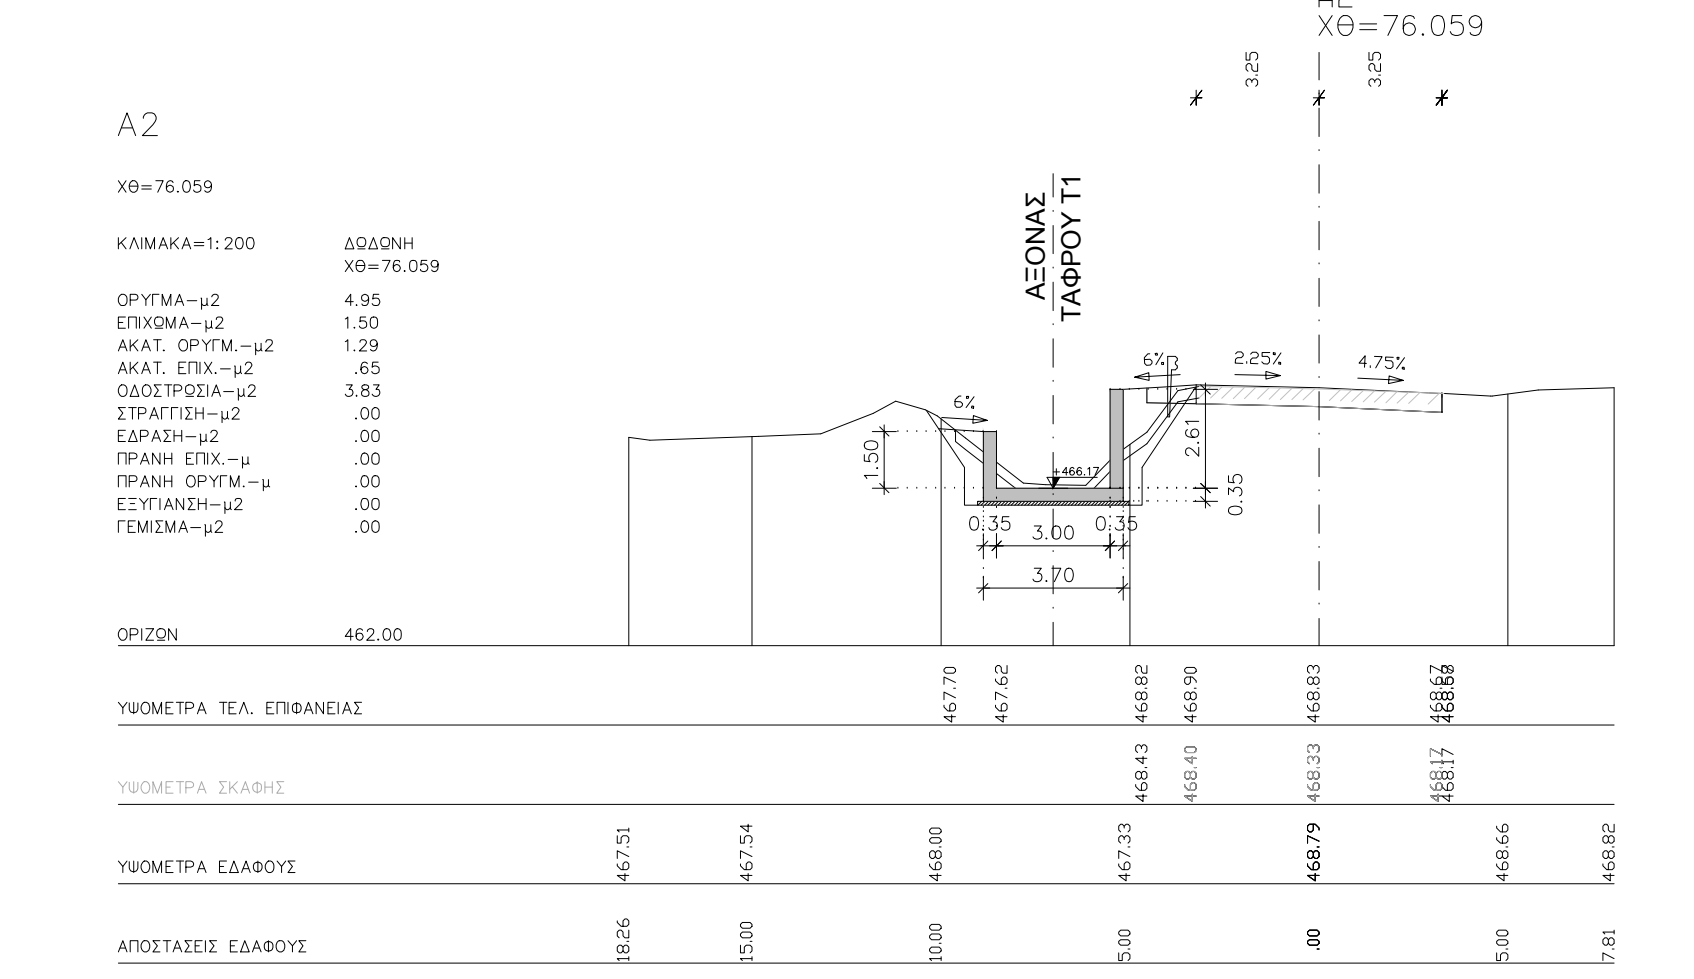 ΧΘ=76.059
3.25 3.25
Α2
ΧΘ=76.059
ΑΞΟΝΑΣ
ΤΑΦΡΟΥ Τ1
ΚΛΙΜΑΚΑ=1:200 ΔΩΔΩΝΗ
ΧΘ=76.059
ΟΡΥΓΜΑ-μ2 4.95
ΕΠΙΧΩΜΑ-μ2 1.50
ΑΚΑΤ. ΟΡΥΓΜ.-μ2 1.29
ΑΚΑΤ. ΕΠΙΧ.-μ2 .65
ΟΔΟΣΤΡΩΣΙΑ-μ2 3.83
ΣΤΡΑΓΓΙΣΗ-μ2 .00
ΕΔΡΑΣΗ-μ2 .00
ΠΡΑΝΗ ΕΠΙΧ.-μ .00
ΠΡΑΝΗ ΟΡΥΓΜ.-μ .00
ΕΞΥΓΙΑΝΣΗ-μ2 .00
ΓΕΜΙΣΜΑ-μ2 .00
6% 2.25% 4.75%
6%
1.50
+466.17
2.61
0.35
0.35 3.00 0.35
3.70
ΟΡΙΖΩΝ 462.00
ΥΨΟΜΕΤΡΑ ΤΕΛ. ΕΠΙΦΑΝΕΙΑΣ 467.70 467.62 468.82 468.90 468.83 468.67
ΥΨΟΜΕΤΡΑ ΣΚΑΦΗΣ 468.43 468.40 468.33 468.17 468.17
ΥΨΟΜΕΤΡΑ ΕΔΑΦΟΥΣ 467.51 467.54 468.00 467.33 468.79 468.66 468.82
ΑΠΟΣΤΑΣΕΙΣ ΕΔΑΦΟΥΣ 18.26 15.00 10.00 5.00 .00 5.00 7.81